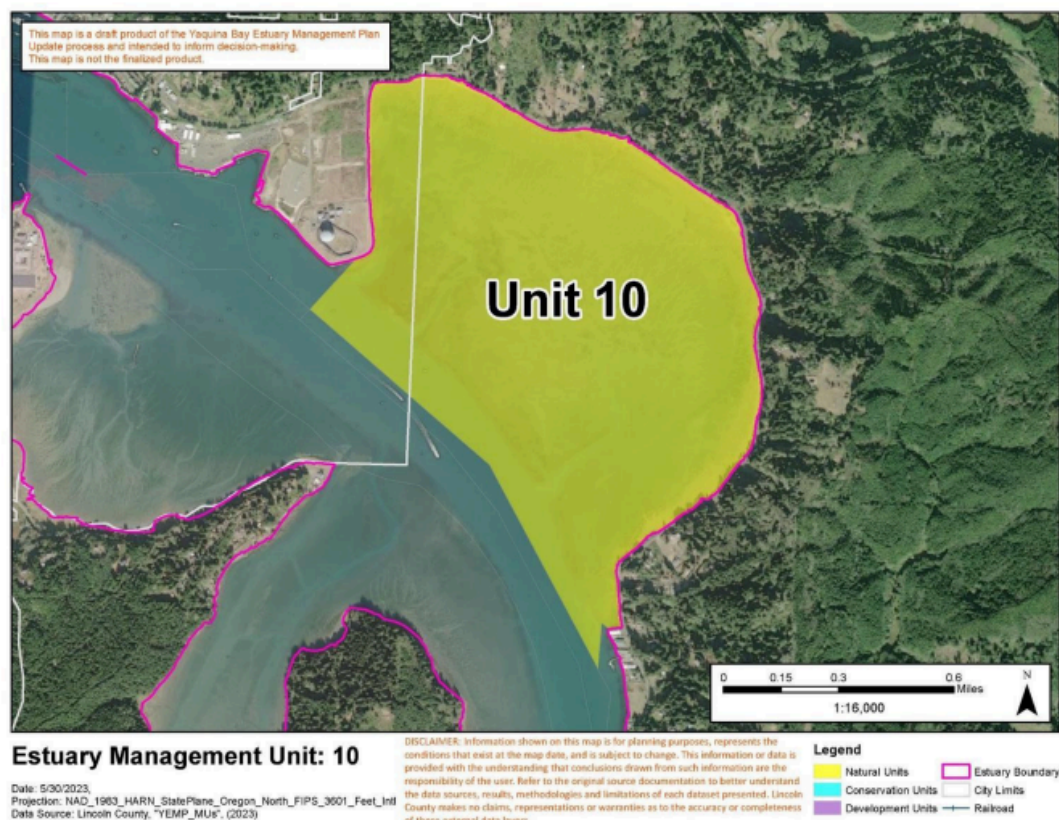 This map is a draft product of the Yaquina Bay Estuary Management Plan
Update process and intended to inform decision-making.
This map is not the finalized product.
Unit 10
0 0.15 0.3 0.6
Miles
1:16,000
N
Estuary Management Unit: 10
Date: 5/30/2023,
Projection: NAD_1983_HARN_StatePlane_Oregon_North_FIPS_3601_Feet_Intl
Data Source: Lincoln County, "YEMP_MUs", (2023)
DISCLAIMER: Information shown on this map is for planning purposes, represents the
conditions that exist at the map date, and is subject to change. This information or data is
provided with the understanding that conclusions drawn from such information are the
responsibility of the user. Refer to the original source documentation to better understand
the data sources, results, methodologies and limitations of each dataset presented. Lincoln
County makes no claims, representations or warranties as to the accuracy or completeness
of these external data layers.
Legend
Natural Units
Conservation Units
Development Units
Estuary Boundary
City Limits
Railroad